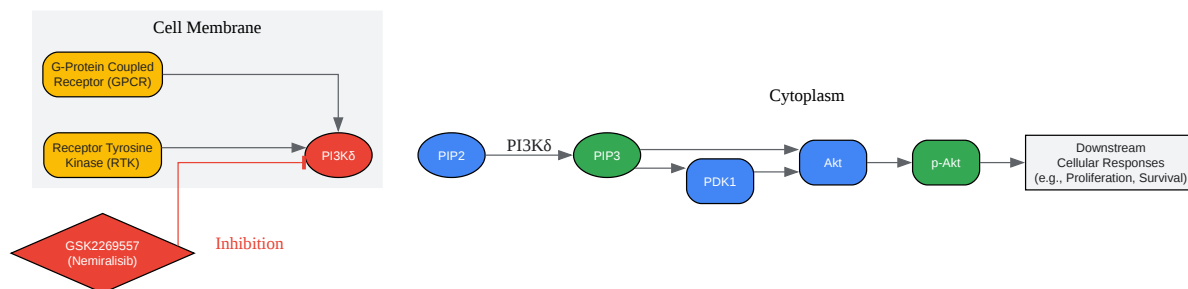 Cell Membrane
G-Protein Coupled
Receptor (GPCR)
Receptor Tyrosine
Kinase (RTK)
PI3Kδ
GSK2269557
(Nemiralisib)
Inhibition
Cytoplasm
PIP2
PI3Kδ
PIP3
PDK1
Akt
p-Akt
Downstream
Cellular Responses
(e.g., Proliferation, Survival)